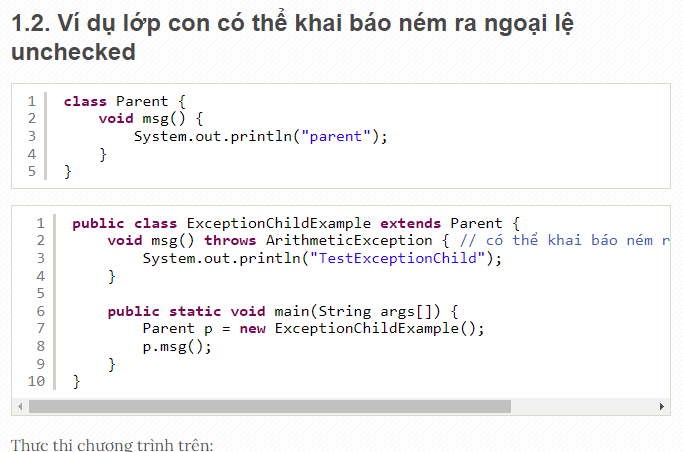 1.2. Ví dụ lớp con có thể khai báo ném ra ngoại lệ
unchecked
1 class Parent {
2     void msg() {
3         System.out.println("parent");
4     }
5 }
1 public class ExceptionChildExample extends Parent {
2     void msg() throws ArithmeticException { // có thể khai báo ném r
3         System.out.println("TestExceptionChild");
4     }
5
6     public static void main(String args[]) {
7         Parent p = new ExceptionChildExample();
8         p.msg();
9     }
10 }
Thực thi chương trình trên: